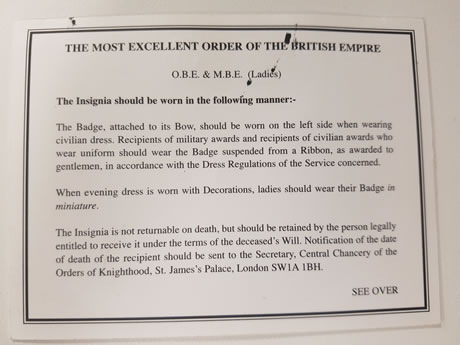 THE MOST EXCELLENT ORDER OF THE BRITISH EMPIRE
O.B.E. & M.B.E. (Ladies)
The Insignia should be worn in the following manner:-
The Badge, attached to its Bow, should be worn on the left side when wearing
civilian dress. Recipients of military awards and recipients of civilian awards who
wear uniform should wear the Badge suspended from a Ribbon, as awarded to
gentlemen, in accordance with the Dress Regulations of the Service concerned.
When evening dress is worn with Decorations, ladies should wear their Badge in
miniature.
The Insignia is not returnable on death, but should be retained by the person legally
entitled to receive it under the terms of the deceased's Will. Notification of the date
of death of the recipient should be sent to the Secretary, Central Chancery of the
Orders of Knighthood, St. James's Palace, London SW1A 1BH.
SEE OVER